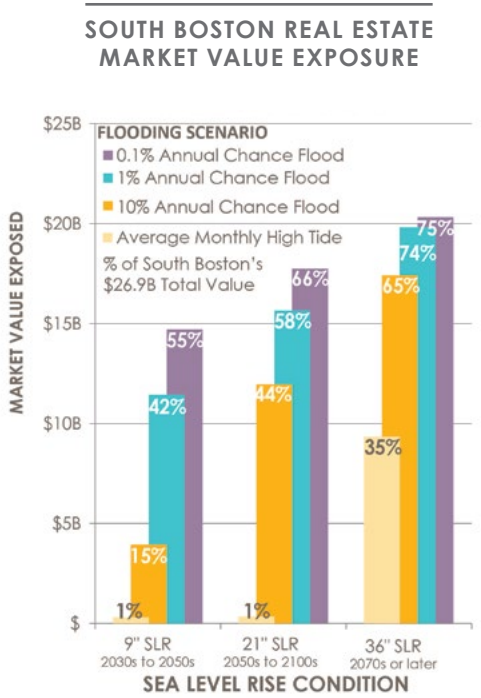 SOUTH BOSTON REAL ESTATE
MARKET VALUE EXPOSURE
$25B
FLOODING SCENARIO
0.1% Annual Chance Flood
1% Annual Chance Flood
10% Annual Chance Flood
Average Monthly High Tide
% of South Boston's
$26.9B Total Value
$20B
$15B
$10B
$5B
$
MARKET VALUE EXPOSED
1%
15%
42%
55%
1%
44%
58%
66%
35%
65%
74%
75%
9" SLR
2030s to 2050s
21" SLR
2050s to 2100s
36" SLR
2070s or later
SEA LEVEL RISE CONDITION